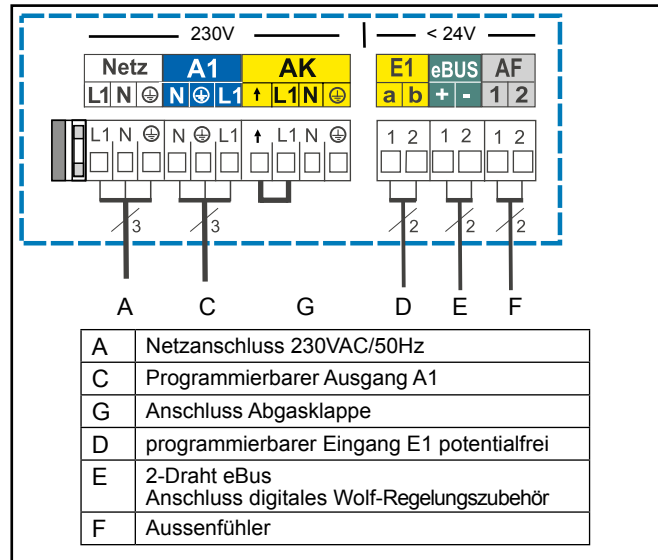 230V < 24V
Netz A1 AK E1 eBUS AF
L1 N ⏚ N ⏚ L1 ↑ L1 N ⏚ a b + - 1 2
L1 N ⏚ N ⏚ L1 ↑ L1 N ⏚ 1 2 1 2 1 2
3 3 2 2 2
A C G D E F
A Netzanschluss 230VAC/50Hz
C Programmierbarer Ausgang A1
G Anschluss Abgasklappe
D programmierbarer Eingang E1 potentialfrei
E 2-Draht eBus
Anschluss digitales Wolf-Regelungszubehör
F Aussenfühler